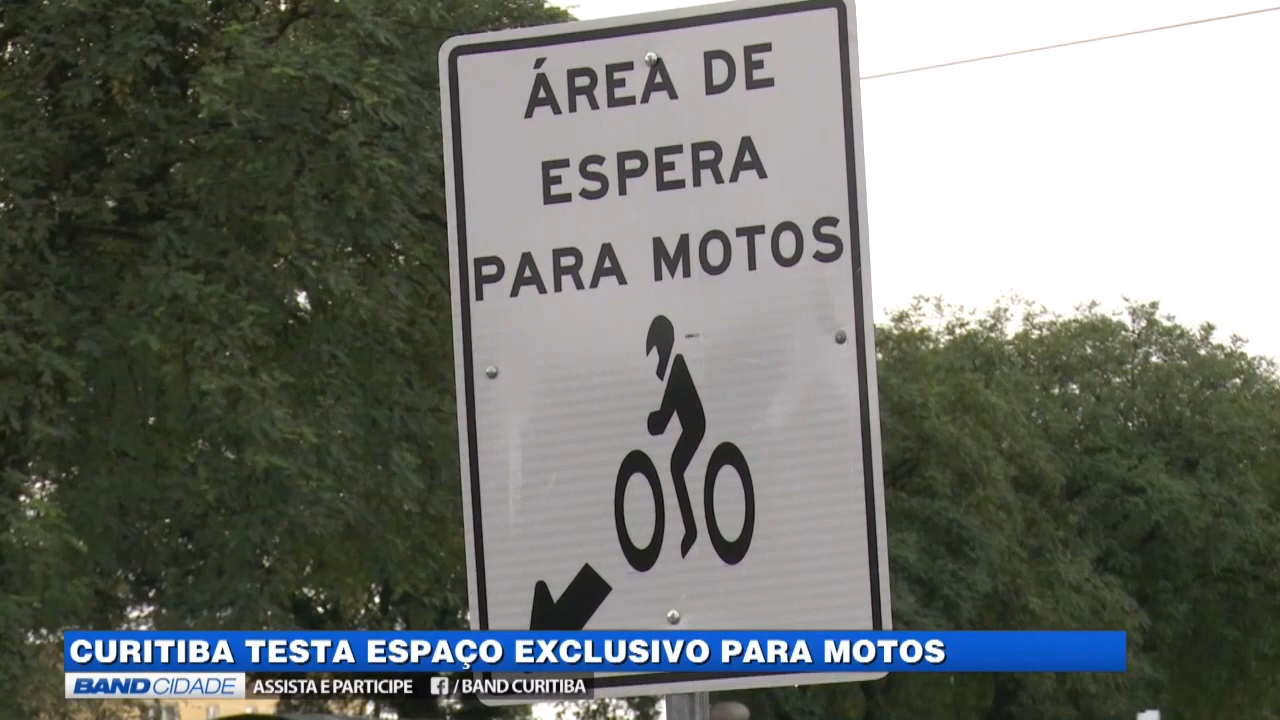 ÁREA DE
ESPERA
PARA MOTOS
CURITIBA TESTA ESPAÇO EXCLUSIVO PARA MOTOS
BAND CIDADE ASSISTA E PARTICIPE f / BAND CURITIBA